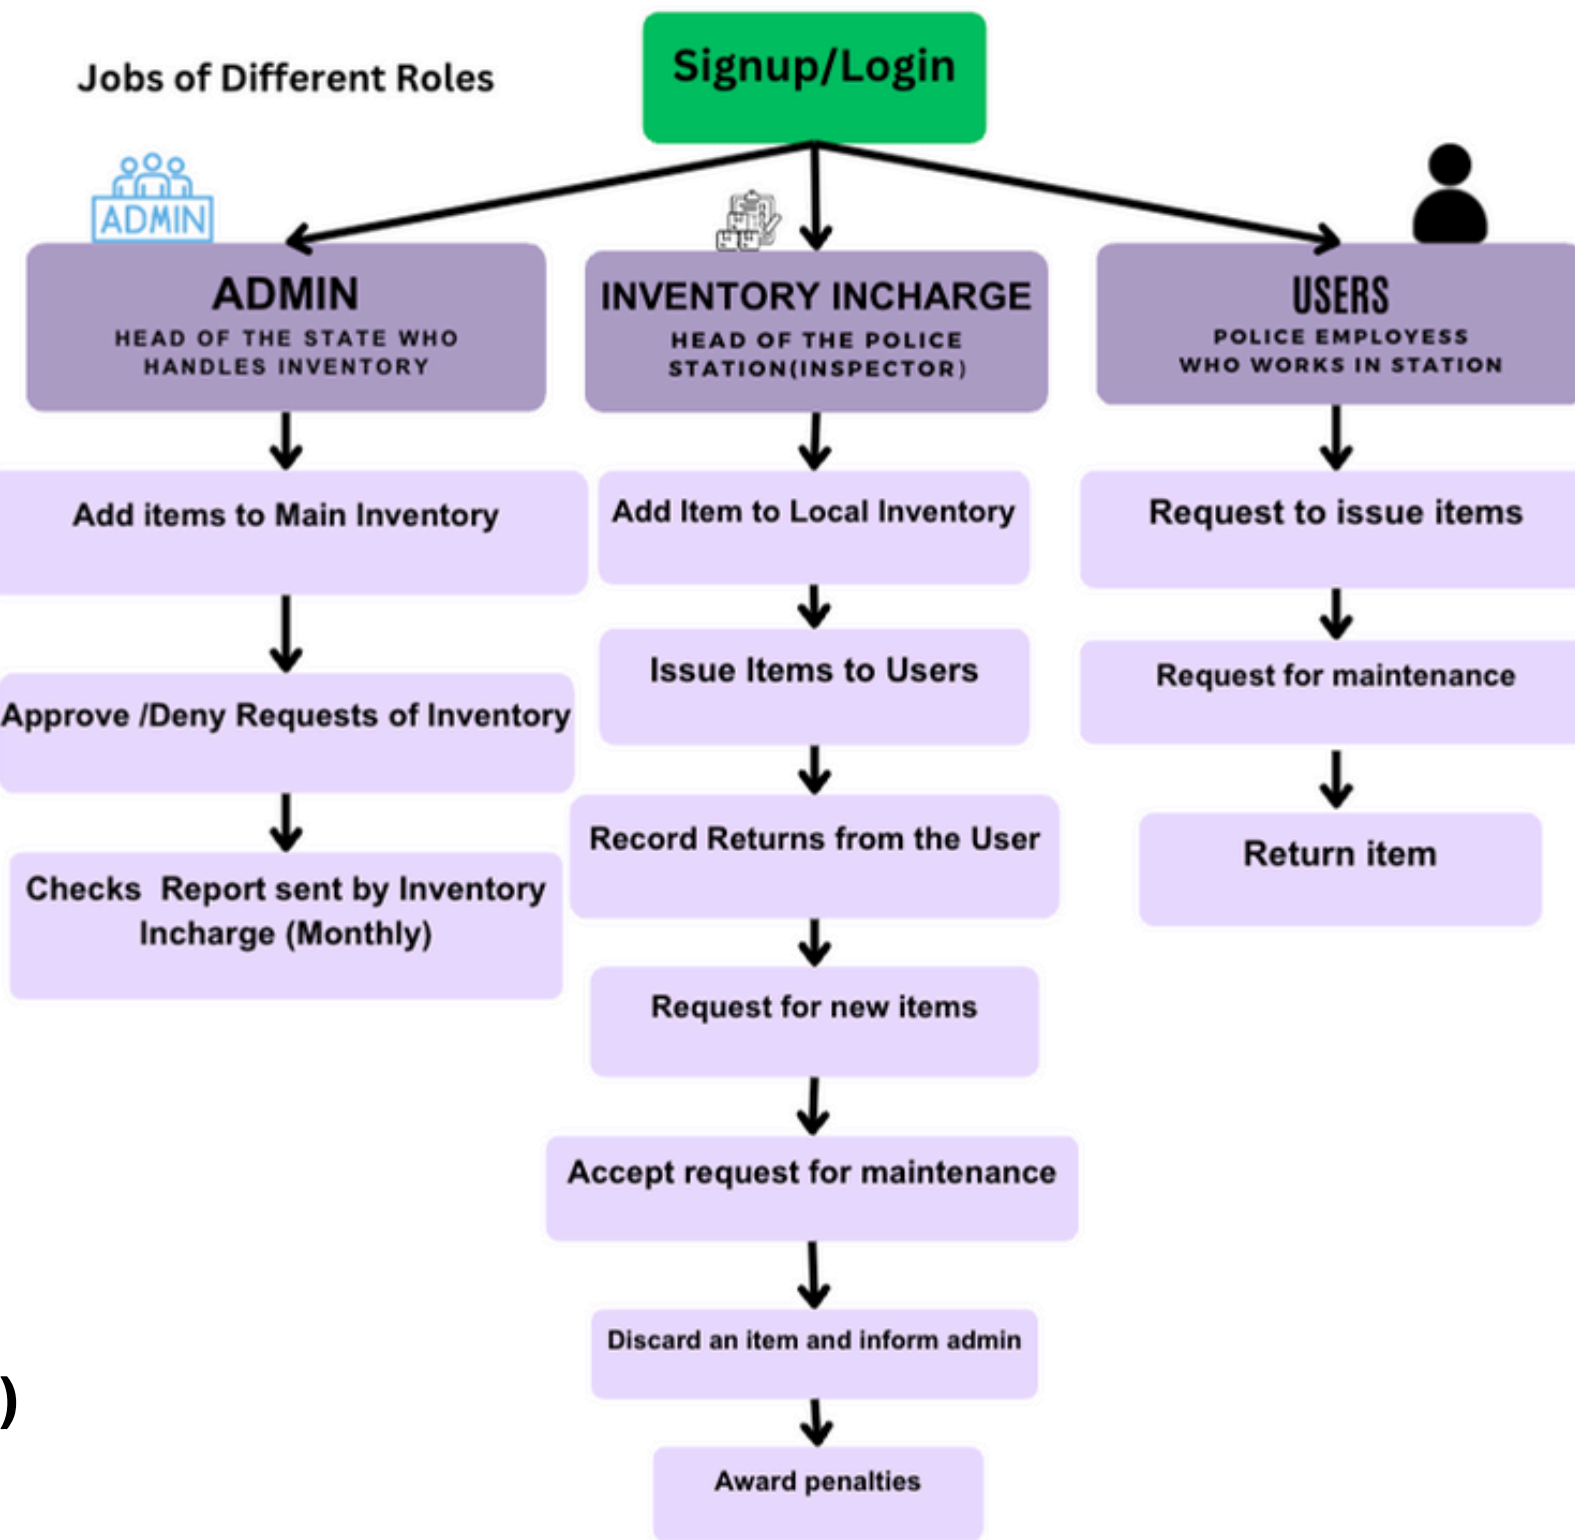 Jobs of Different Roles
Signup/Login
ADMIN
ADMIN
HEAD OF THE STATE WHO
HANDLES INVENTORY
Add items to Main Inventory
Approve /Deny Requests of Inventory
Checks  Report sent by Inventory
Incharge (Monthly)
INVENTORY INCHARGE
HEAD OF THE POLICE
STATION(INSPECTOR)
Add Item to Local Inventory
Issue Items to Users
Record Returns from the User
Request for new items
Accept request for maintenance
Discard an item and inform admin
Award penalties
USERS
POLICE EMPLOYESS
WHO WORKS IN STATION
Request to issue items
Request for maintenance
Return item
)